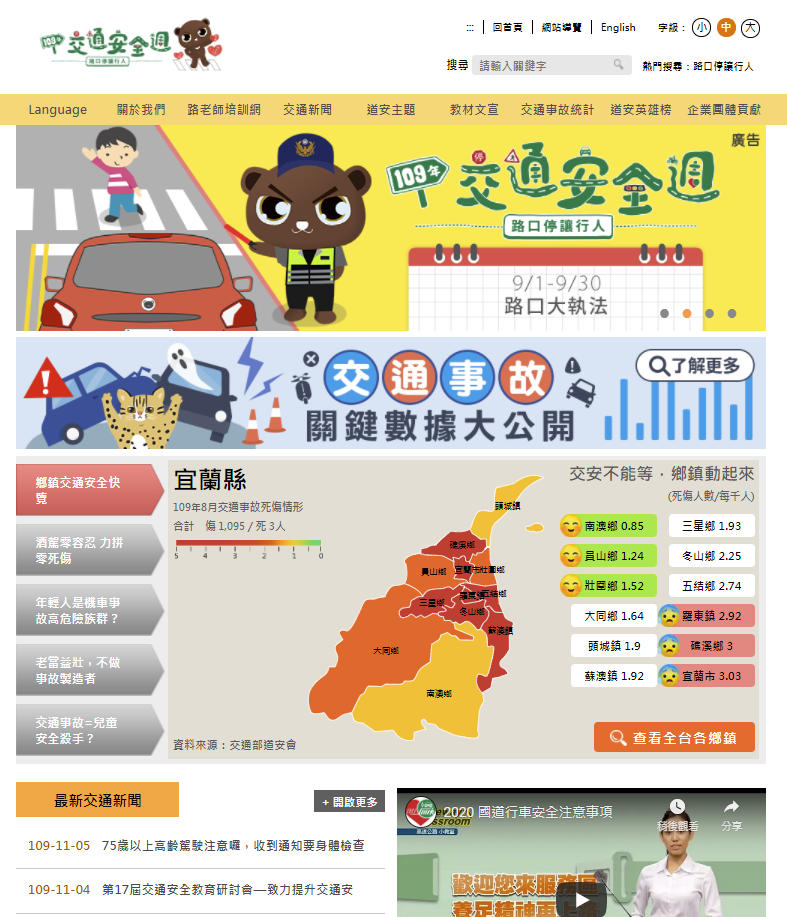 109年 交通安全週
路口停讓行人
:::
回首頁
網站導覽
English
字級：
小
中
大
搜尋
請輸入關鍵字
熱門搜尋：路口停讓行人
Language
關於我們
路老師培訓網
交通新聞
道安主題
教材文宣
交通事故統計
道安英雄榜
企業團體貢獻
廣告
109年
交通安全週
停
路口停讓行人
9/1-9/30
路口大執法
交通事故
關鍵數據大公開
了解更多
鄉鎮交通安全快
覽
酒駕零容忍 力拼
零死傷
年輕人是機車事
故高危險族群？
老當益壯，不做
事故製造者
交通事故=兒童
安全殺手？
宜蘭縣
109年8月交通事故死傷情形
合計 傷 1,095 / 死 3人
5 4 3 2 1 0
頭城鎮
礁溪鄉
員山鄉
宜蘭市
壯圍鄉
羅東鎮
五結鄉
三星鄉
冬山鄉
蘇澳鎮
大同鄉
南澳鄉
資料來源：交通部道安會
交安不能等．鄉鎮動起來
(死傷人數/每千人)
南澳鄉 0.85
三星鄉 1.93
員山鄉 1.24
冬山鄉 2.25
壯圍鄉 1.52
五結鄉 2.74
大同鄉 1.64
羅東鎮 2.92
頭城鎮 1.9
礁溪鄉 3
蘇澳鎮 1.92
宜蘭市 3.03
查看全台各鄉鎮
最新交通新聞
+ 開啟更多
109-11-05 75歲以上高齡駕駛注意囉，收到通知要身體檢查
109-11-04 第17屆交通安全教育研討會—致力提升交通安
2020 國道行車安全注意事項
稍後觀看
分享
高速公路 小教室
歡迎您來服務區
養足精神再上路